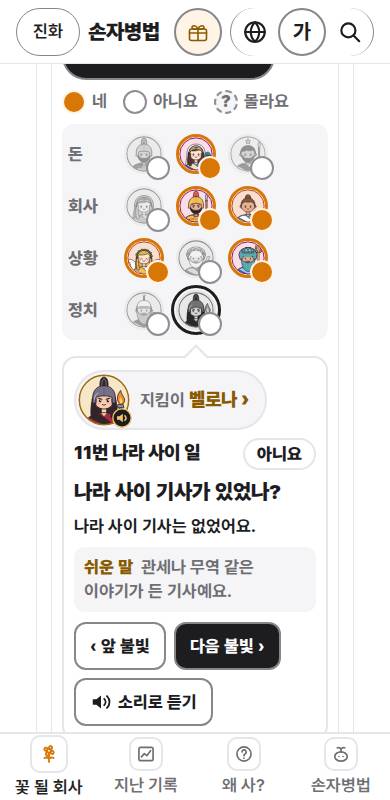 진화 손자병법 가
네 아니요 ? 몰라요
돈
회사
상황
정치
지킴이 벨로나 ›
11번 나라 사이 일 아니요
나라 사이 기사가 있었나?
나라 사이 기사는 없었어요.
쉬운 말 관세나 무역 같은
이야기가 든 기사예요.
‹ 앞 불빛 다음 불빛 ›
소리로 듣기
꽃 될 회사 지난 기록 왜 사? 손자병법